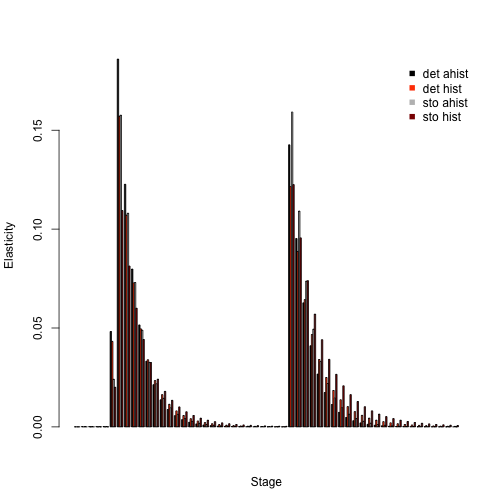 det ahist
det hist
sto ahist
sto hist
0.15
0.10
0.05
0.00
Elasticity
Stage